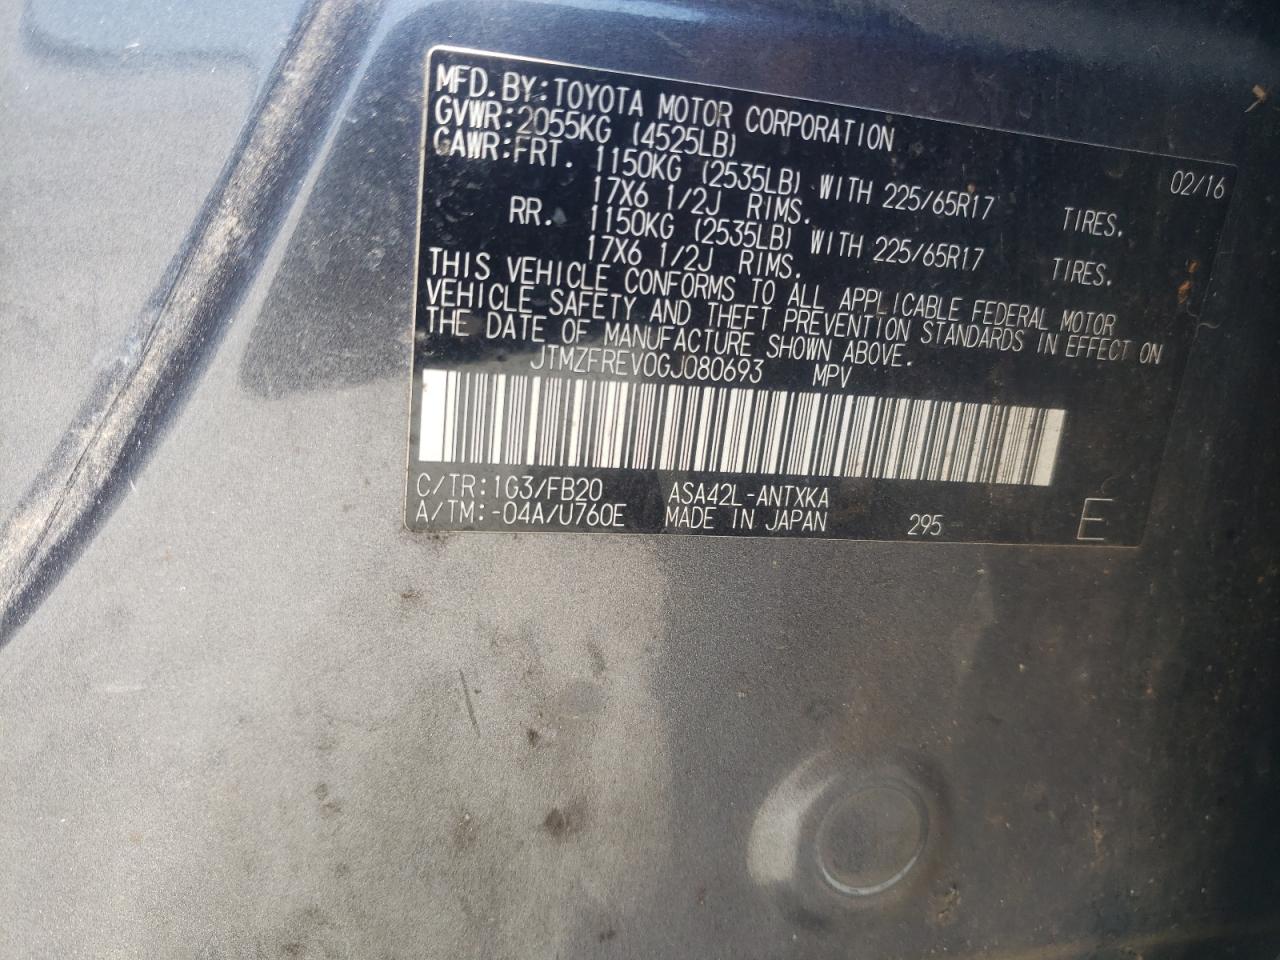 MFD. BY: TOYOTA MOTOR CORPORATION 02/16
GVWR: 2055KG (4525LB)
GAWR: FRT. 1150KG (2535LB) WITH 225/65R17 TIRES.
17X6 1/2J RIMS.
RR. 1150KG (2535LB) WITH 225/65R17 TIRES.
17X6 1/2J RIMS.
THIS VEHICLE CONFORMS TO ALL APPLICABLE FEDERAL MOTOR
VEHICLE SAFETY AND THEFT PREVENTION STANDARDS IN EFFECT ON
THE DATE OF MANUFACTURE SHOWN ABOVE.
JTMZFREV0GJ080693 MPV
C/TR: 1G3/FB20 ASA42L-ANTXKA
A/TM: -04A/U760E MADE IN JAPAN 295 E